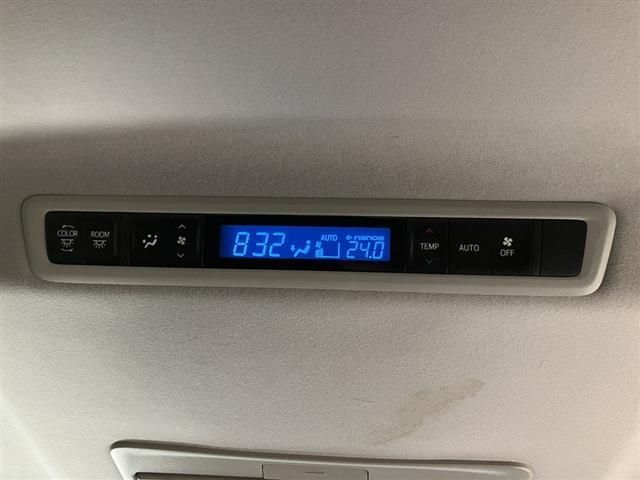 COLOR
ROOM
832
AUTO
nanoe
24.0
TEMP
AUTO
OFF